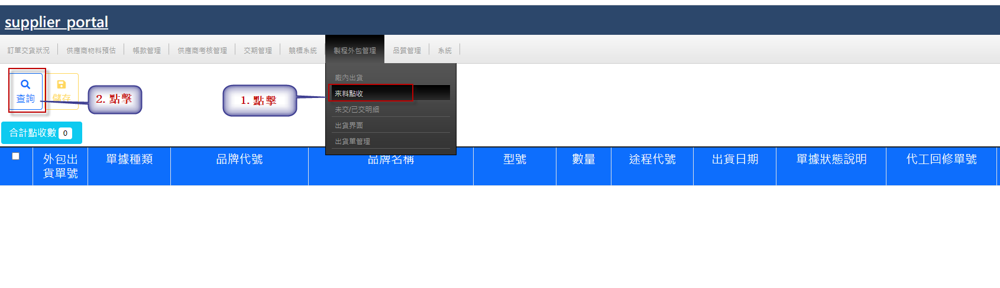 supplier portal
訂單交貨狀況
供應商物料預估
帳款管理
供應商考核管理
交期管理
競標系統
製程外包管理
品質管理
系統
廠內出貨
來料點收
未交/已交明細
出貨界面
出貨單管理
查詢
儲存
2.點擊
1.點擊
合計點收數 0
外包出
貨單號
單據種類
品牌代號
品牌名稱
型號
數量
途程代號
出貨日期
單據狀態說明
代工回修單號